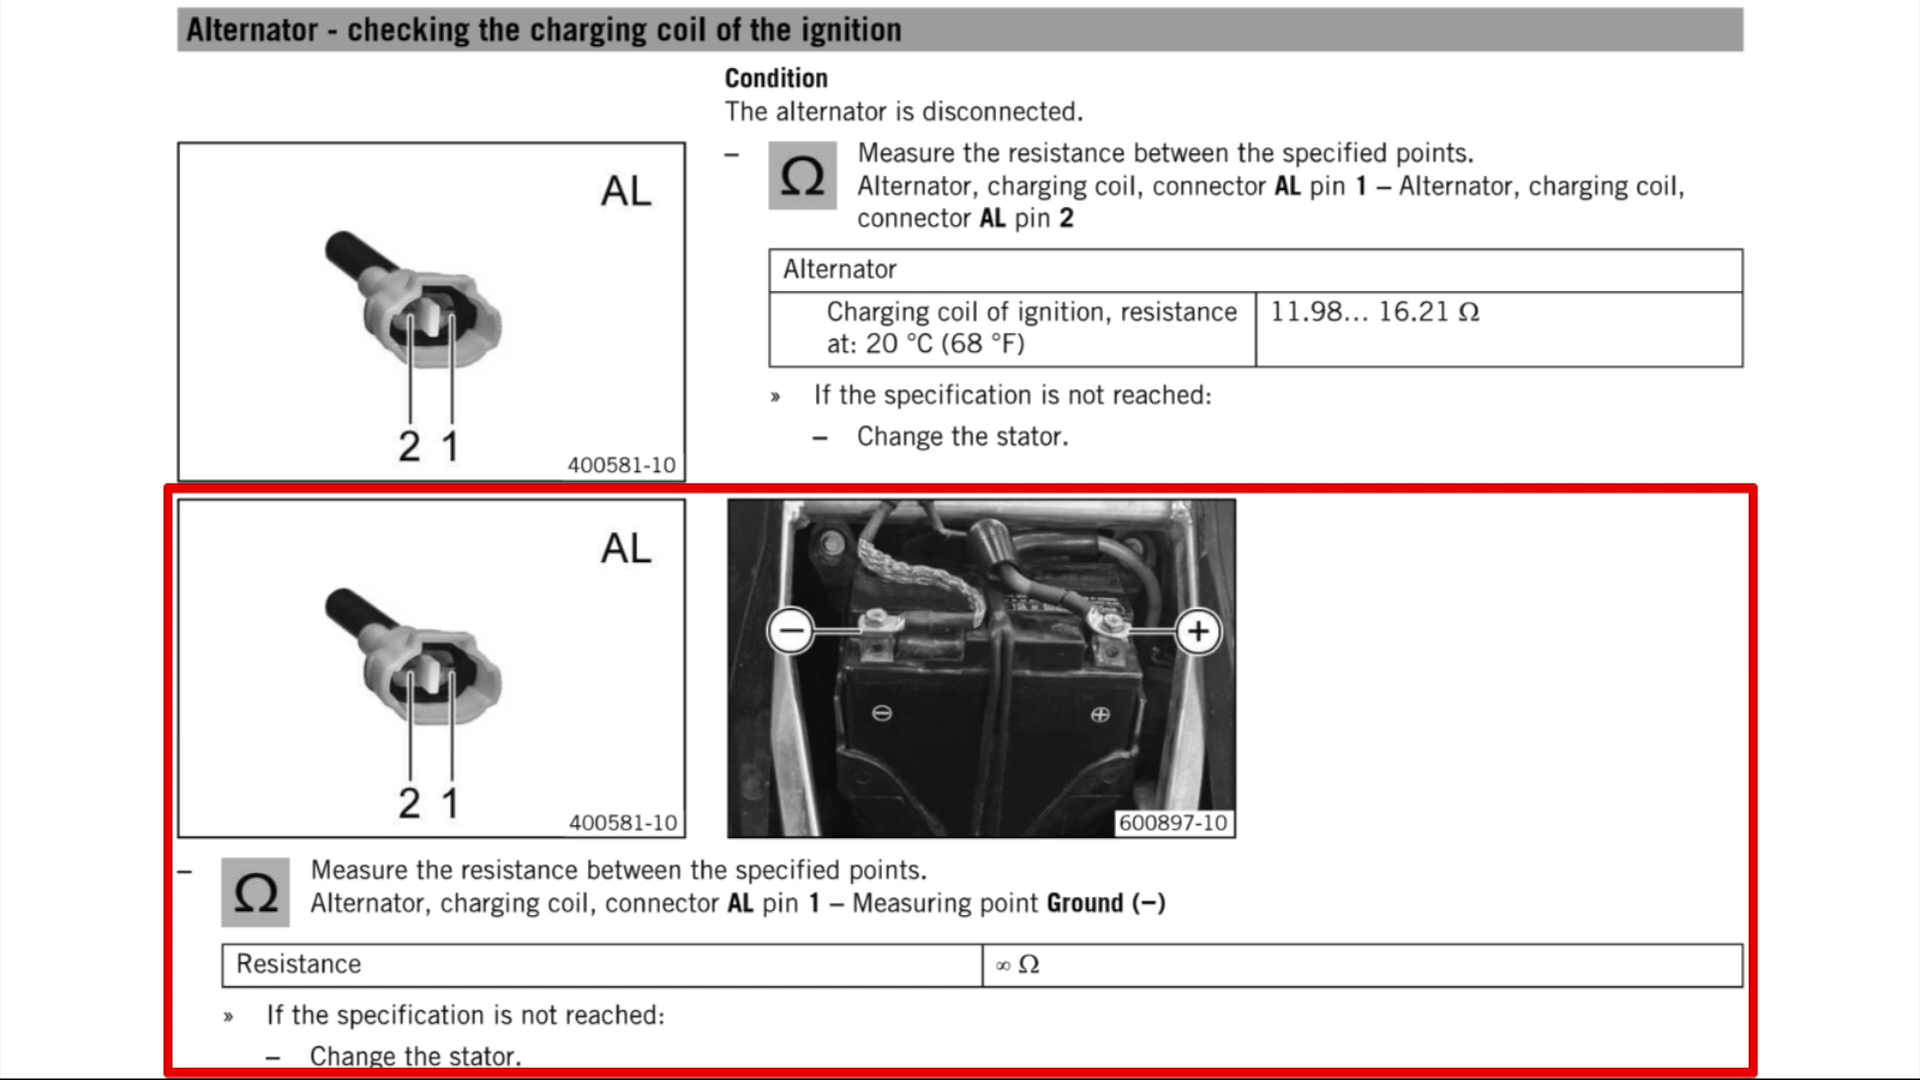 Alternator - checking the charging coil of the ignition
Condition
The alternator is disconnected.
AL
2 1
400581-10
– Ω Measure the resistance between the specified points.
Alternator, charging coil, connector AL pin 1 – Alternator, charging coil,
connector AL pin 2
Alternator
Charging coil of ignition, resistance 11.98... 16.21 Ω
at: 20 °C (68 °F)
» If the specification is not reached:
– Change the stator.
AL
2 1
400581-10
− +
⊖ ⊕
600897-10
– Ω Measure the resistance between the specified points.
Alternator, charging coil, connector AL pin 1 – Measuring point Ground (−)
Resistance ∞ Ω
» If the specification is not reached:
– Change the stator.